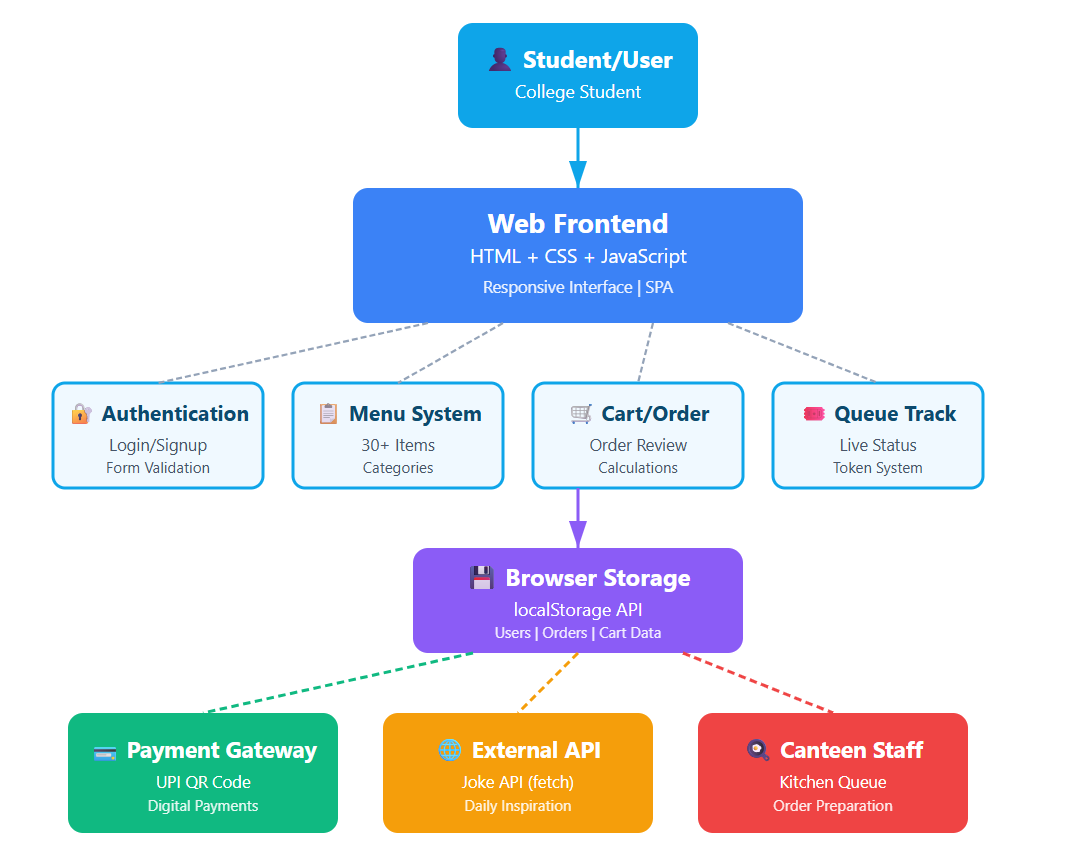 Student/User
College Student
Web Frontend
HTML + CSS + JavaScript
Responsive Interface | SPA
Authentication
Login/Signup
Form Validation
Menu System
30+ Items
Categories
Cart/Order
Order Review
Calculations
Queue Track
Live Status
Token System
Browser Storage
localStorage API
Users | Orders | Cart Data
Payment Gateway
UPI QR Code
Digital Payments
External API
Joke API (fetch)
Daily Inspiration
Canteen Staff
Kitchen Queue
Order Preparation